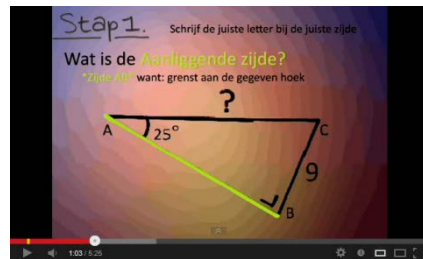 Stap 1. Schrijf de juiste letter bij de juiste zijde
Wat is de Aanliggende zijde?
"Zijde AB" want: grenst aan de gegeven hoek
?
A
25°
C
9
B
1:03 / 5:25